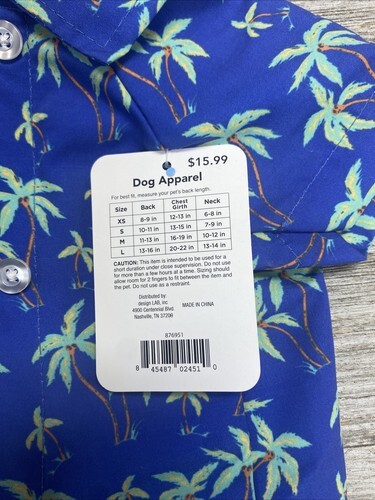 $15.99
Dog Apparel
For best fit, measure your pet's back length.
Size Back Chest Girth Neck
XS 8-9 in 12-13 in 6-8 in
S 10-11 in 13-15 in 7-9 in
M 11-13 in 16-19 in 10-12 in
L 13-16 in 20-22 in 13-14 in
CAUTION: This item is intended to be used for a
short duration under close supervision. Do not use
for more than a few hours at a time. Sizing should
allow room for 2 fingers to fit between the item and
the pet. Do not use as a restraint.
Distributed by:
design LAB, inc
4900 Centennial Blvd.
Nashville, TN 37209
MADE IN CHINA
876951
8 45487 02451 0